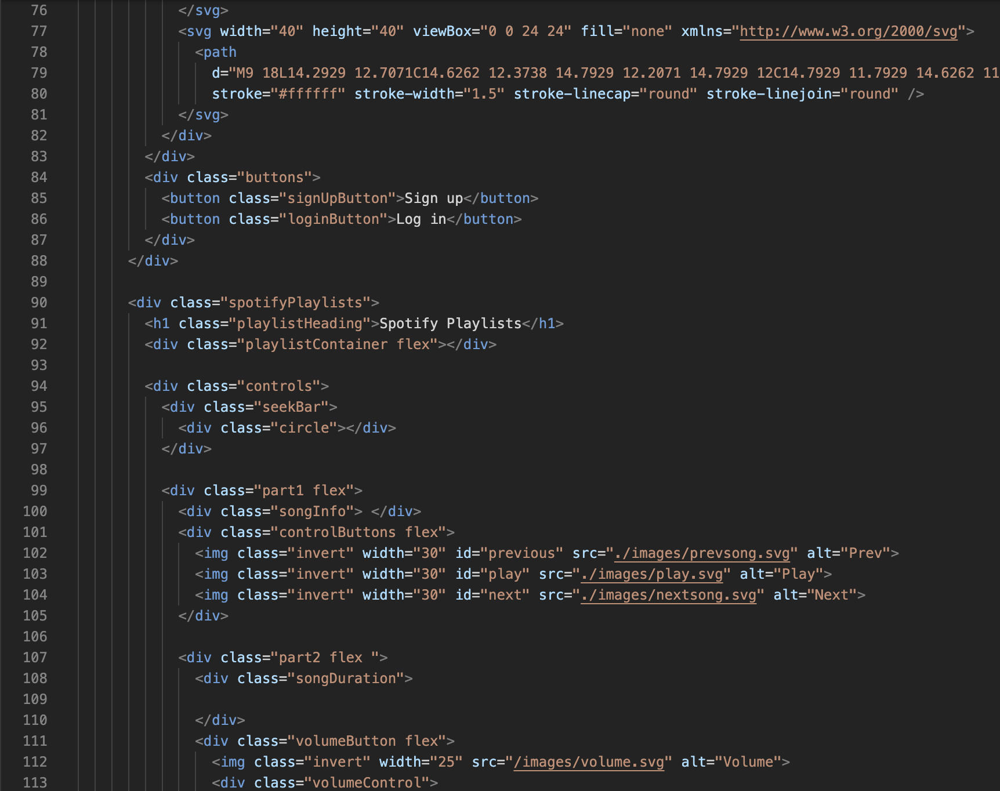 76 </svg>
77 <svg width="40" height="40" viewBox="0 0 24 24" fill="none" xmlns="http://www.w3.org/2000/svg">
78 <path
79 d="M9 18L14.2929 12.7071C14.6262 12.3738 14.7929 12.2071 14.7929 12C14.7929 11.7929 14.6262 11
80 stroke="#ffffff" stroke-width="1.5" stroke-linecap="round" stroke-linejoin="round" />
81 </svg>
82 </div>
83 </div>
84 <div class="buttons">
85 <button class="signUpButton">Sign up</button>
86 <button class="loginButton">Log in</button>
87 </div>
88 </div>
89
90 <div class="spotifyPlaylists">
91 <h1 class="playlistHeading">Spotify Playlists</h1>
92 <div class="playlistContainer flex"></div>
93
94 <div class="controls">
95 <div class="seekBar">
96 <div class="circle"></div>
97 </div>
98
99 <div class="part1 flex">
100 <div class="songInfo"> </div>
101 <div class="controlButtons flex">
102 <img class="invert" width="30" id="previous" src="./images/prevsong.svg" alt="Prev">
103 <img class="invert" width="30" id="play" src="./images/play.svg" alt="Play">
104 <img class="invert" width="30" id="next" src="./images/nextsong.svg" alt="Next">
105 </div>
106
107 <div class="part2 flex ">
108 <div class="songDuration">
109
110 </div>
111 <div class="volumeButton flex">
112 <img class="invert" width="25" src="/images/volume.svg" alt="Volume">
113 <div class="volumeControl">